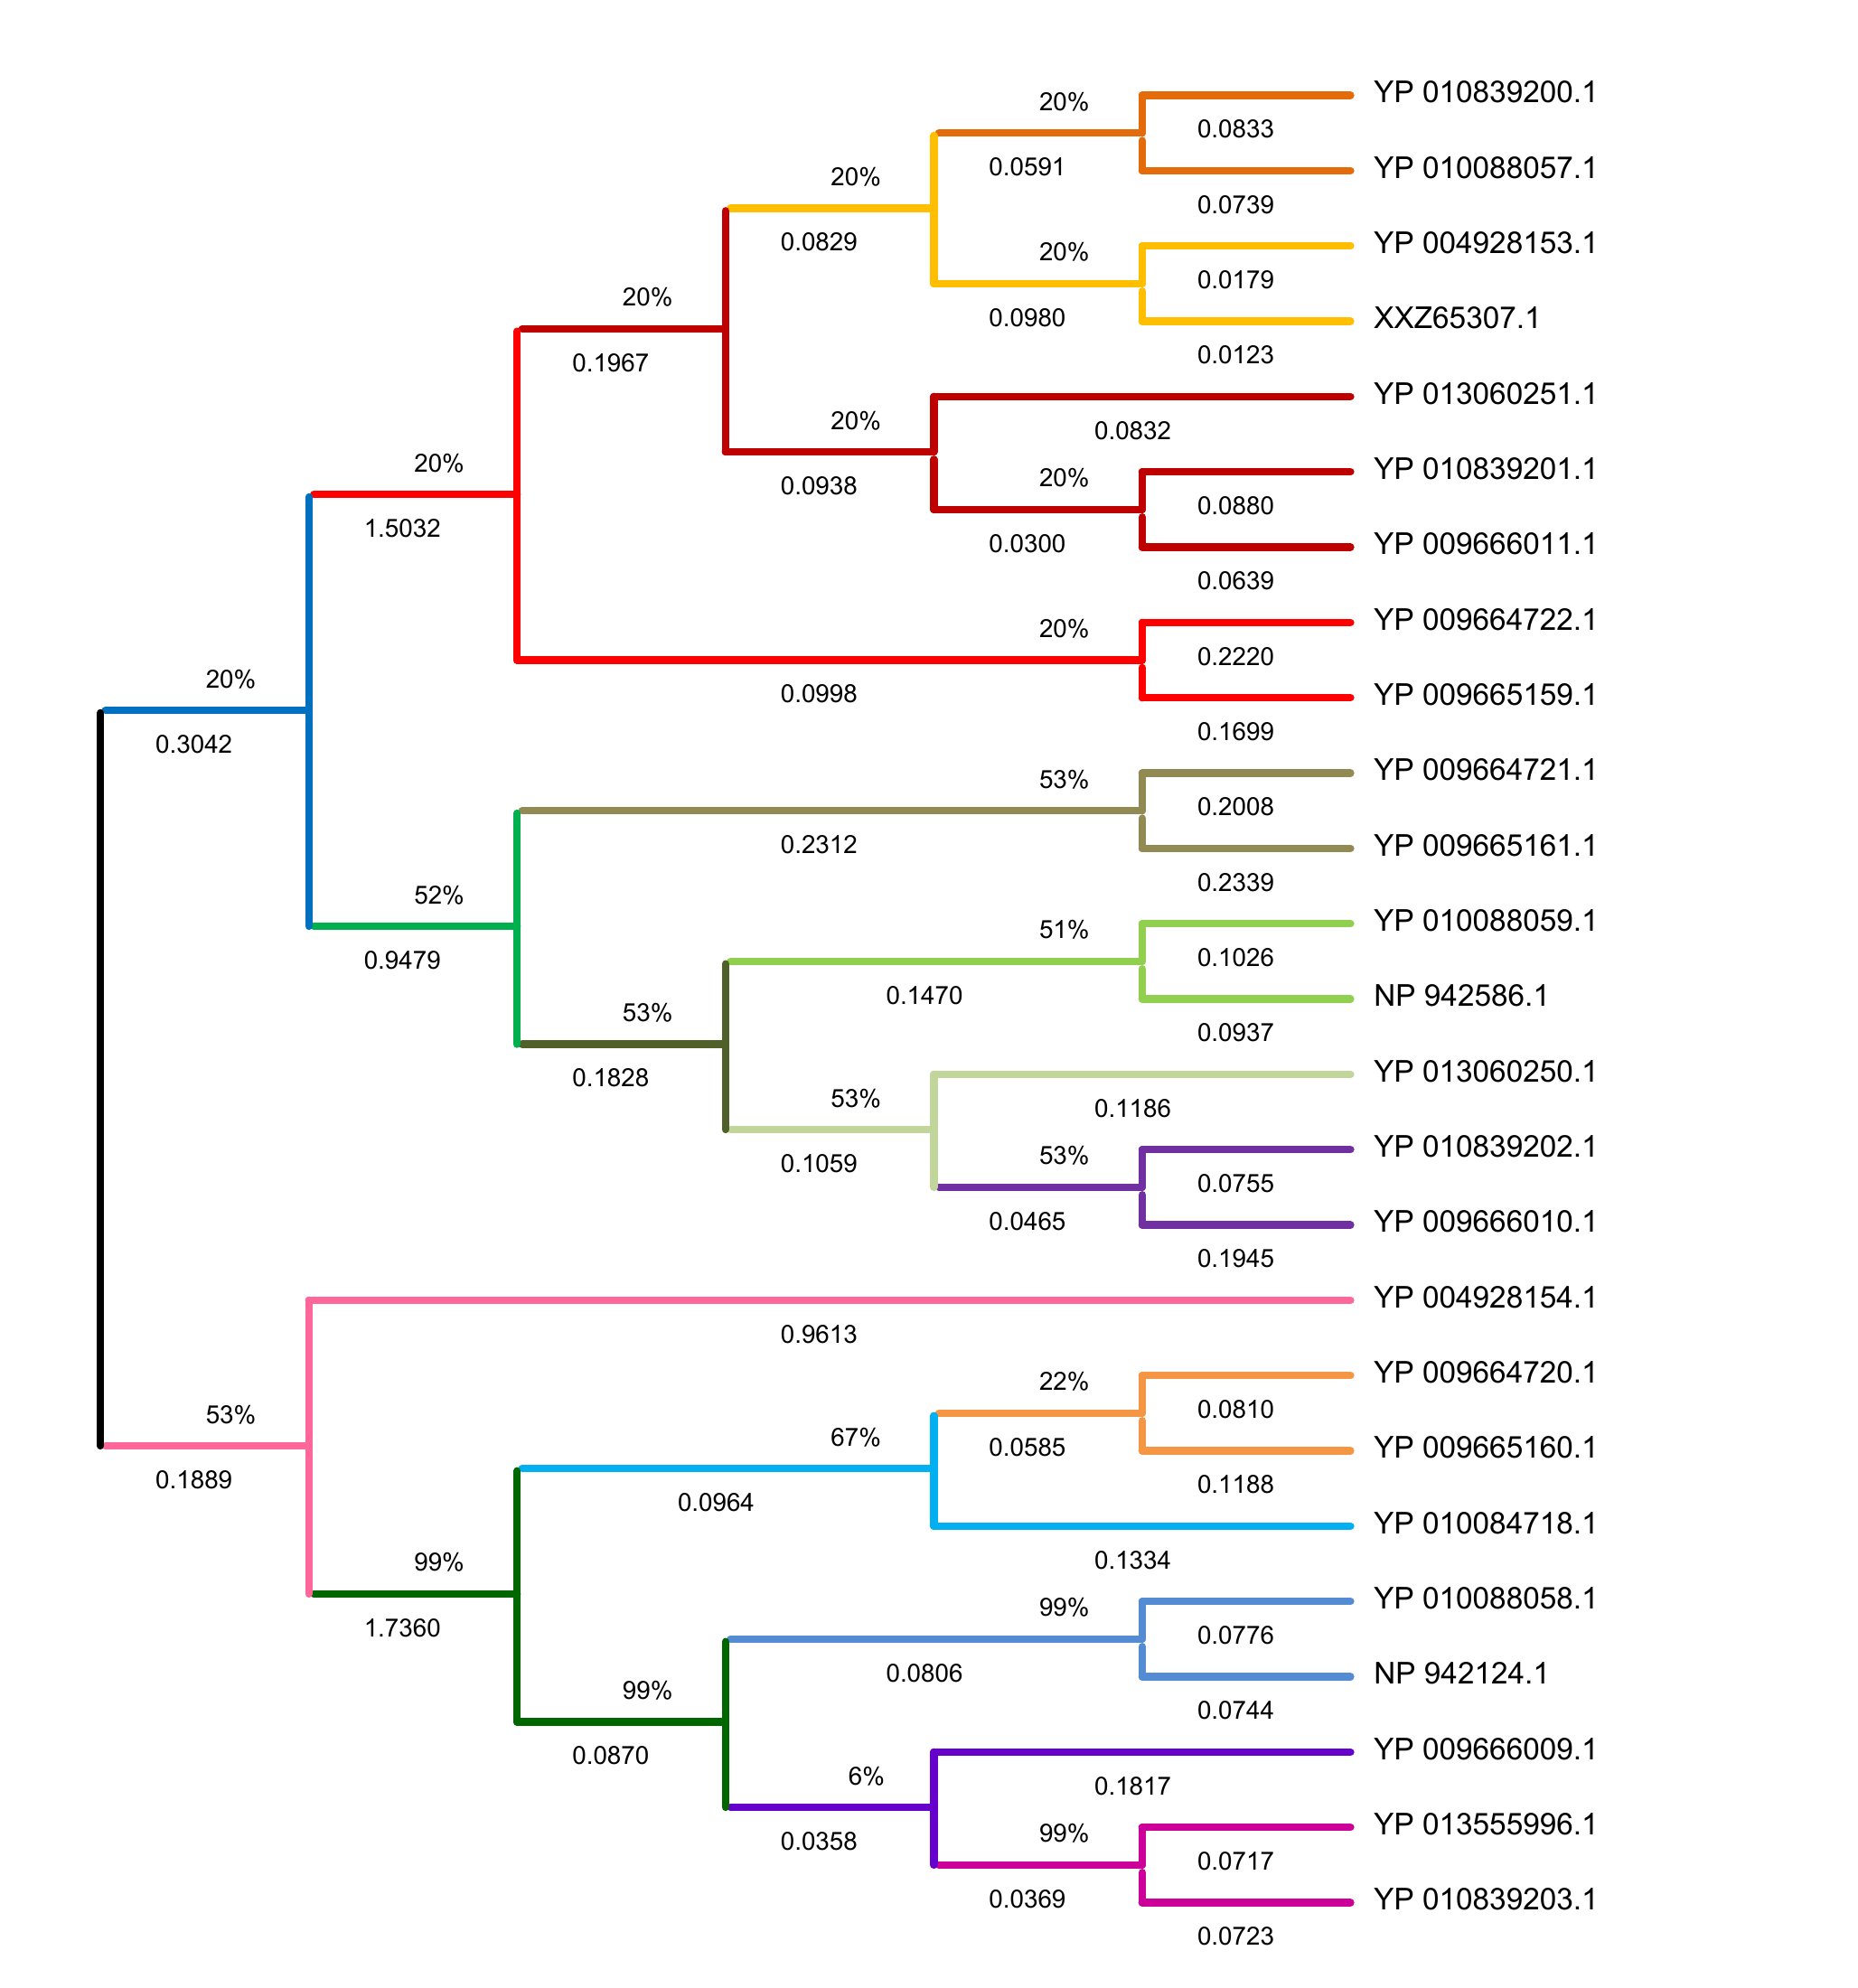 YP 010839200.1
20%
0.0833
0.0591
YP 010088057.1
20%
0.0739
0.0829
YP 004928153.1
20%
0.0179
20%
0.0980
XXZ65307.1
0.0123
0.1967
YP 013060251.1
20%
0.0832
20%
YP 010839201.1
20%
0.0938
0.0880
1.5032
0.0300
YP 009666011.1
0.0639
YP 009664722.1
20%
0.2220
20%
0.0998
YP 009665159.1
0.3042
0.1699
YP 009664721.1
53%
0.2008
0.2312
YP 009665161.1
52%
0.2339
YP 010088059.1
51%
0.9479
0.1026
0.1470
NP 942586.1
53%
0.0937
0.1828
YP 013060250.1
53%
0.1186
YP 010839202.1
53%
0.1059
0.0755
0.0465
YP 009666010.1
0.1945
YP 004928154.1
0.9613
YP 009664720.1
22%
53%
0.0810
67%
0.0585
YP 009665160.1
0.1889
0.1188
0.0964
YP 010084718.1
99%
0.1334
YP 010088058.1
99%
1.7360
0.0776
0.0806
NP 942124.1
99%
0.0744
0.0870
YP 009666009.1
6%
0.1817
YP 013555996.1
99%
0.0358
0.0717
0.0369
YP 010839203.1
0.0723